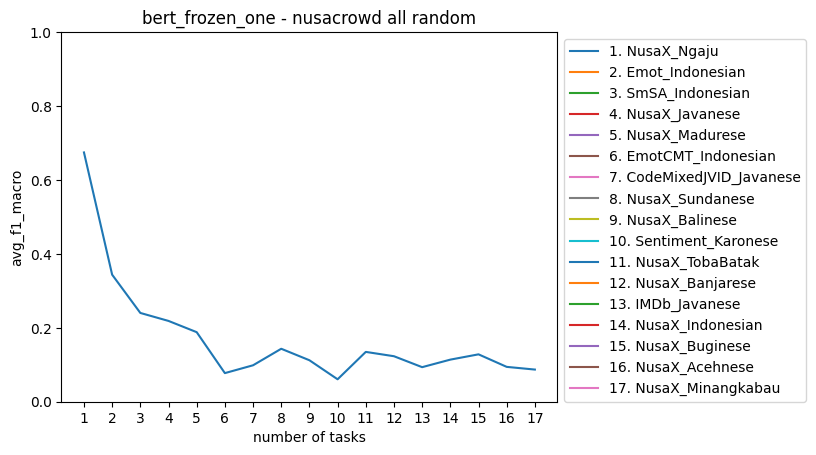 bert_frozen_one - nusacrowd all random
avg_f1_macro
1.0
0.8
0.6
0.4
0.2
0.0
1 2 3 4 5 6 7 8 9 10 11 12 13 14 15 16 17
number of tasks
1. NusaX_Ngaju
2. Emot_Indonesian
3. SmSA_Indonesian
4. NusaX_Javanese
5. NusaX_Madurese
6. EmotCMT_Indonesian
7. CodeMixedJVID_Javanese
8. NusaX_Sundanese
9. NusaX_Balinese
10. Sentiment_Karonese
11. NusaX_TobaBatak
12. NusaX_Banjarese
13. IMDb_Javanese
14. NusaX_Indonesian
15. NusaX_Buginese
16. NusaX_Acehnese
17. NusaX_Minangkabau